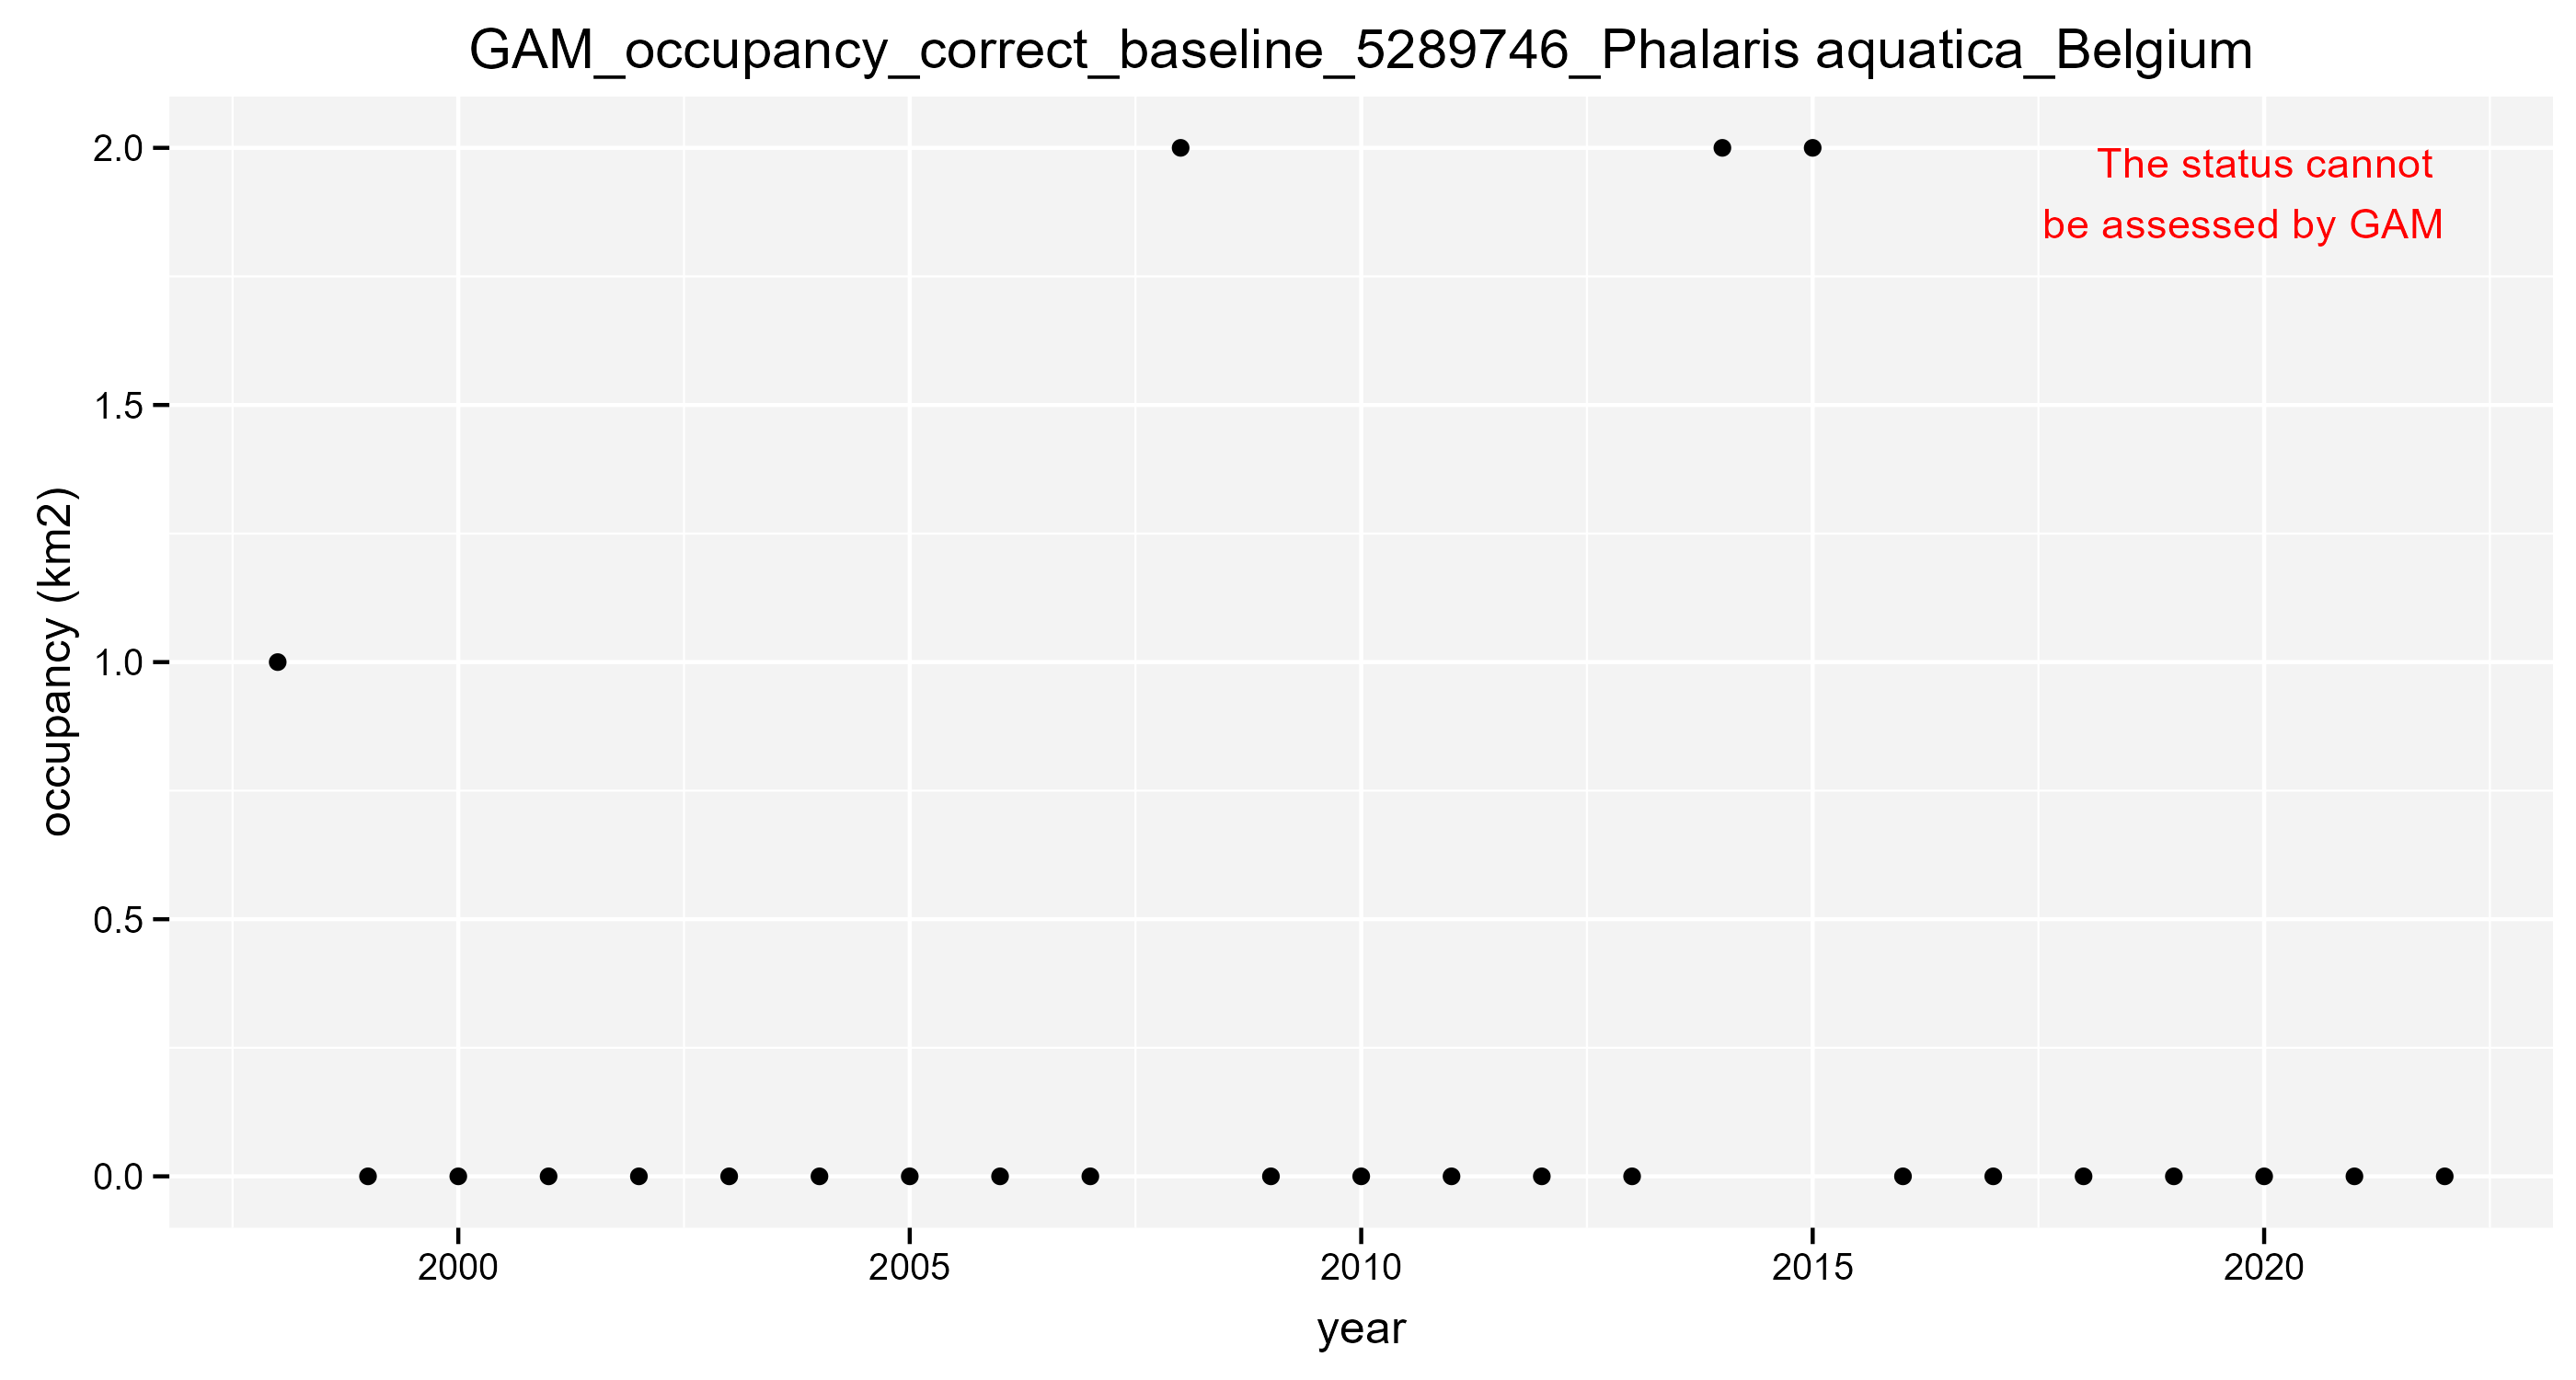 GAM_occupancy_correct_baseline_5289746_Phalaris aquatica_Belgium
The status cannot
be assessed by GAM
occupancy (km2)
2.0
1.5
1.0
0.5
0.0
2000 2005 2010 2015 2020
year